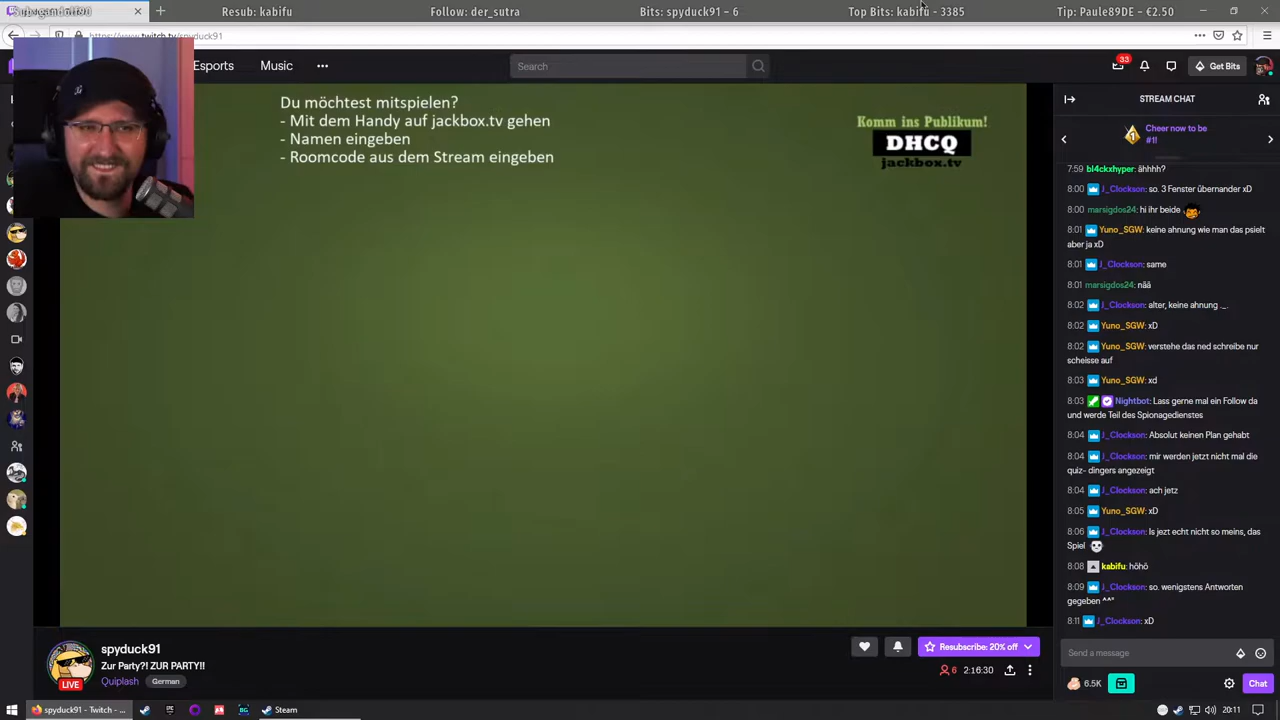 Resub: kabifu
Follow: der_sutra
Bits: spyduck91 - 6
Top Bits: kabifu - 3385
Tip: Paule89DE - €2.50
https://www.twitch.tv/spyduck91
Esports
Music
Search
33
Get Bits
Du möchtest mitspielen?
- Mit dem Handy auf jackbox.tv gehen
- Namen eingeben
- Roomcode aus dem Stream eingeben
Komm ins Publikum!
DHCQ
jackbox.tv
STREAM CHAT
1
Cheer now to be
#1!
7:59 bl4ckxhyper: ähhhh?
8:00 J_Clockson: so. 3 Fenster übernander xD
8:00 marsigdos24: hi ihr beide
8:01 Yuno_SGW: keine ahnung wie man das psielt
aber ja xD
8:01 J_Clockson: same
8:01 marsigdos24: nää
8:02 J_Clockson: alter, keine ahnung ._.
8:02 Yuno_SGW: xD
8:02 Yuno_SGW: verstehe das ned schreibe nur
scheisse auf
8:03 Yuno_SGW: xd
8:03 Nightbot: Lass gerne mal ein Follow da
und werde Teil des Spionagedienstes
8:04 J_Clockson: Absolut keinen Plan gehabt
8:04 J_Clockson: mir werden jetzt nicht mal die
quiz- dingers angezeigt
8:04 J_Clockson: ach jetz
8:05 Yuno_SGW: xD
8:06 J_Clockson: Is jezt echt nicht so meins, das
Spiel
8:08 kabifu: höhö
8:09 J_Clockson: so. wenigstens Antworten
gegeben ^^"
8:11 J_Clockson: xD
Send a message
6.5K
Chat
spyduck91
Zur Party?! ZUR PARTY!!
LIVE
Quiplash
German
Resubscribe: 20% off
6
2:16:30
spyduck91 - Twitch - ...
Steam
20:11